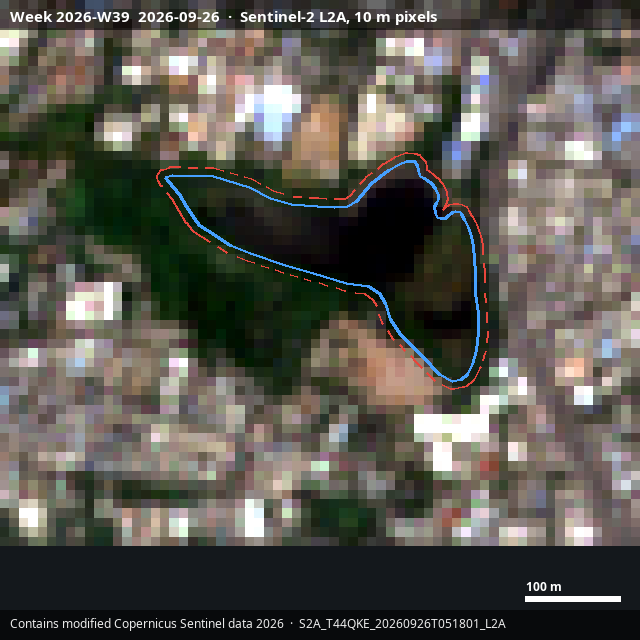 Week 2026-W39  2026-09-26  ·  Sentinel-2 L2A, 10 m pixels
100 m
Contains modified Copernicus Sentinel data 2026  ·  S2A_T44QKE_20260926T051801_L2A